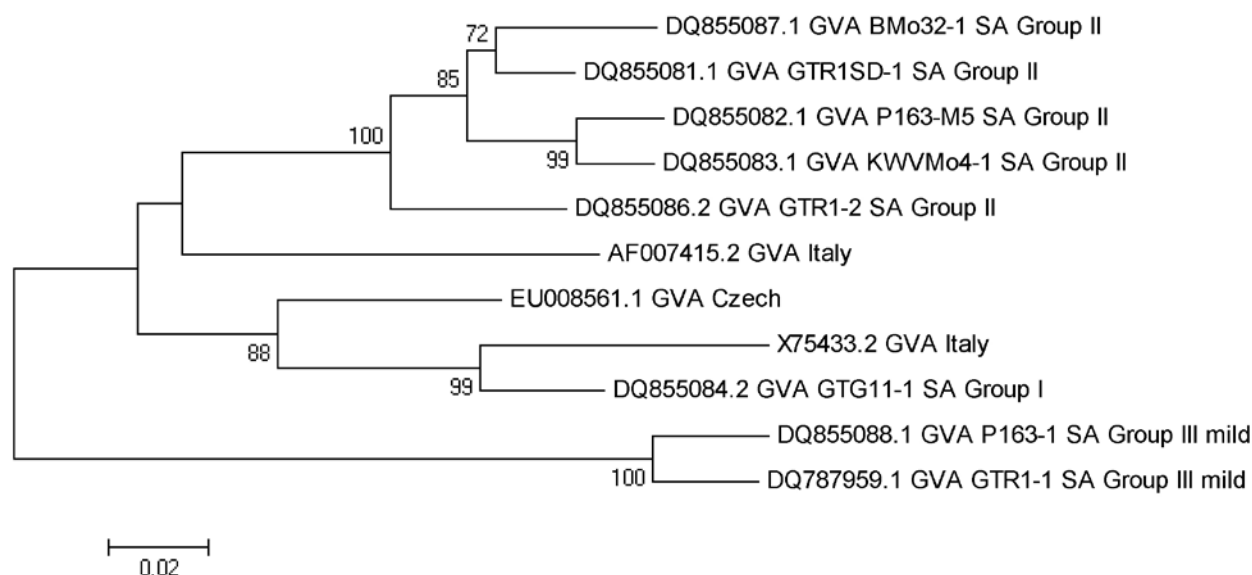 72
DQ855087.1 GVA BMo32-1 SA Group II
DQ855081.1 GVA GTR1SD-1 SA Group II
85
DQ855082.1 GVA P163-M5 SA Group II
100
99
DQ855083.1 GVA KWVMo4-1 SA Group II
DQ855086.2 GVA GTR1-2 SA Group II
AF007415.2 GVA Italy
EU008561.1 GVA Czech
88
X75433.2 GVA Italy
99
DQ855084.2 GVA GTG11-1 SA Group I
DQ855088.1 GVA P163-1 SA Group III mild
100
DQ787959.1 GVA GTR1-1 SA Group III mild
0.02